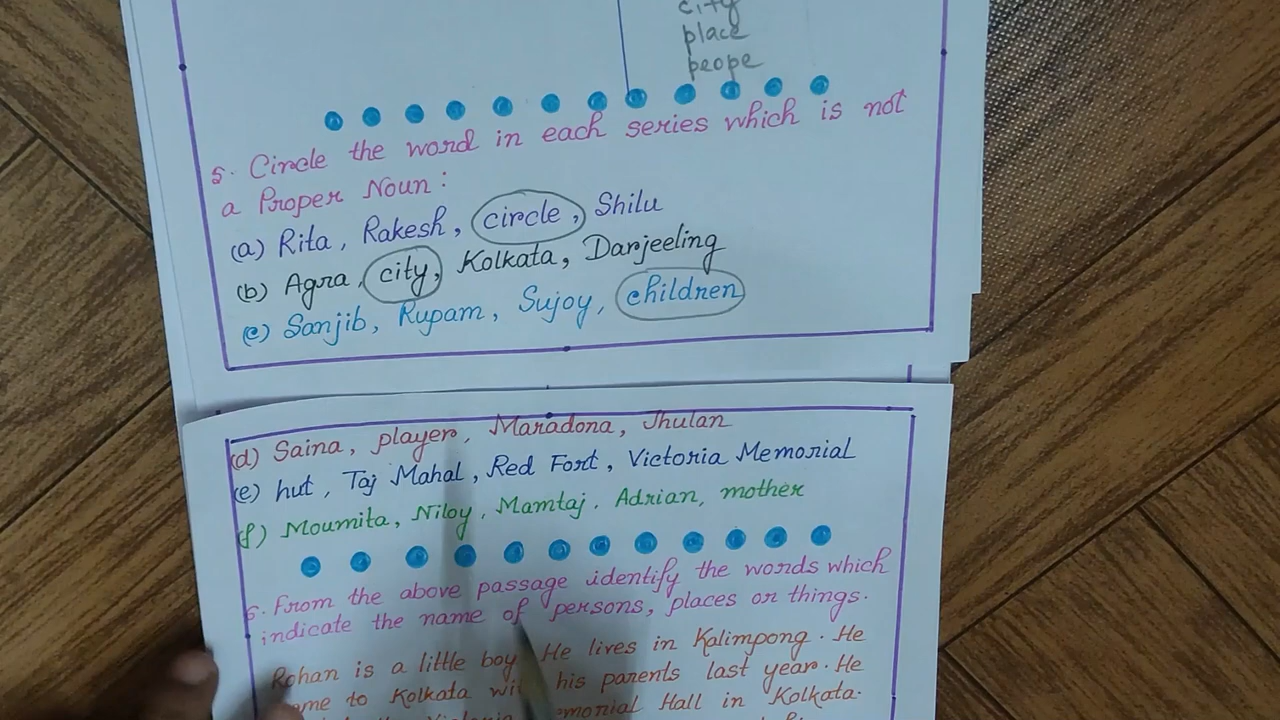 city
place
peope
5. Circle the word in each series which is not
a Proper Noun :
(a) Rita, Rakesh, circle, Shilu
(b) Agra, city, Kolkata, Darjeeling
(c) Sanjib, Rupam, Sujoy, children
(d) Saina, player, Maradona, Jhulan
(e) hut, Taj Mahal, Red Fort, Victoria Memorial
(f) Moumita, Niloy, Mamtaj. Adrian, mother
6. From the above passage identify the words which
indicate the name of persons, places or things.
Rohan is a little boy He lives in Kalimpong. He
to Kolkata his parents last year. He
Hall in Kolkata.